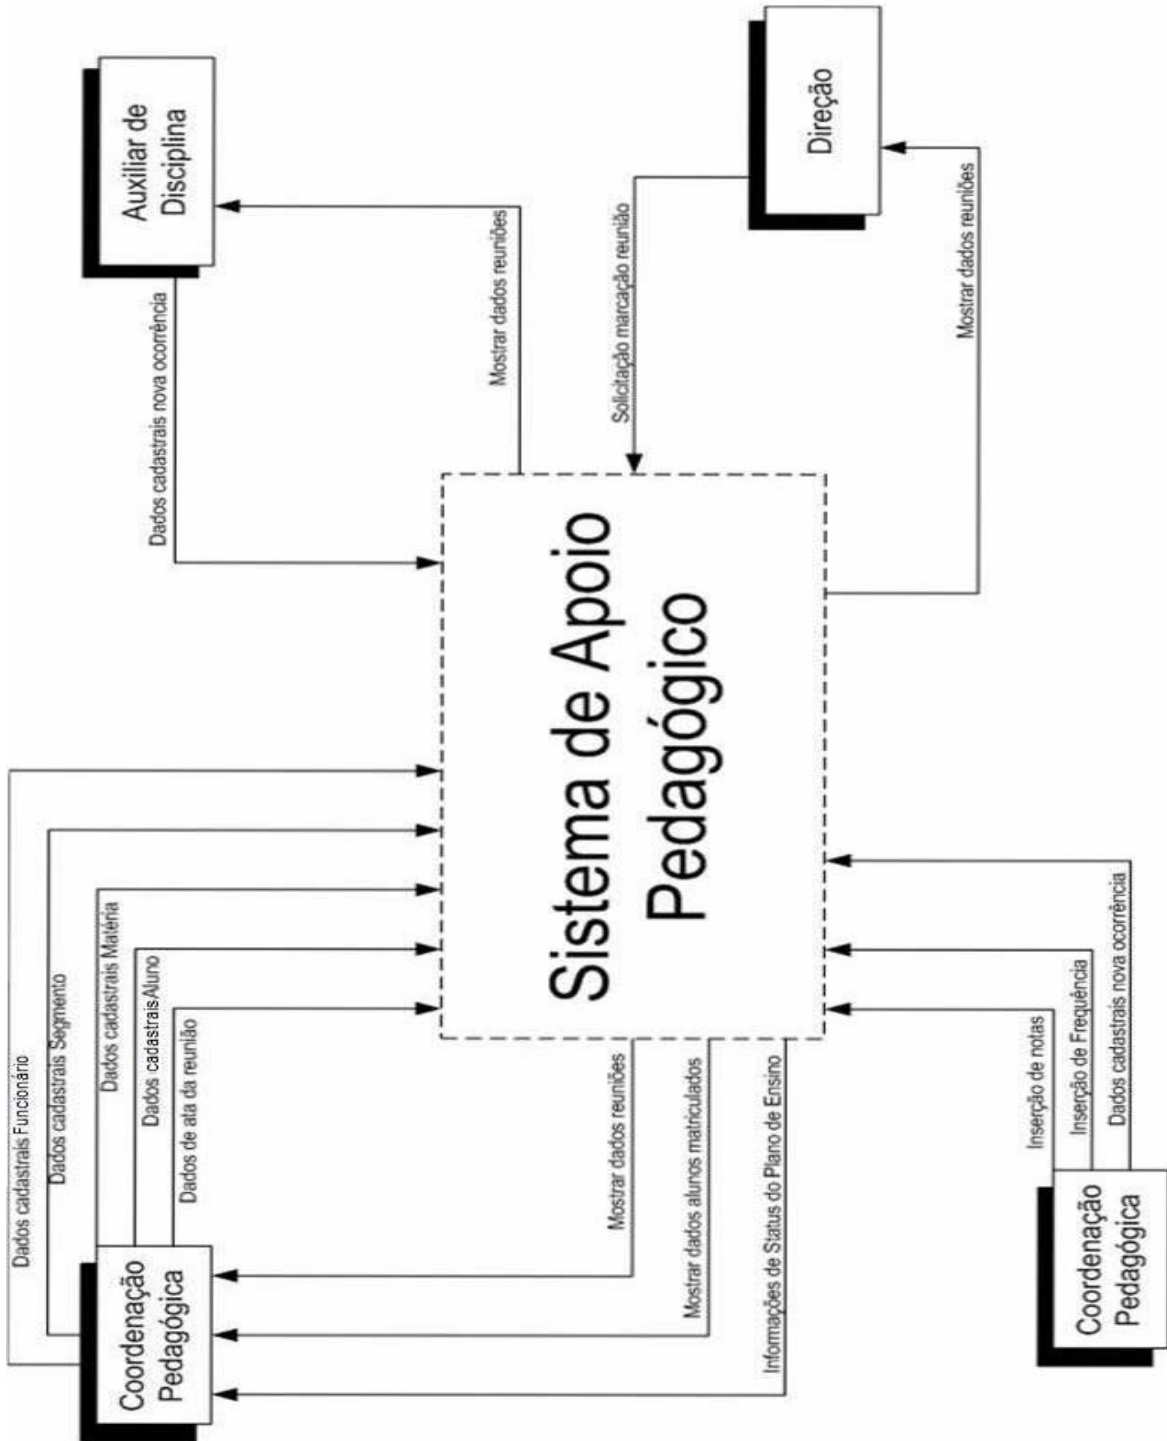 Dados cadastrais Funcionário
Dados cadastrais Segmento
Dados cadastrais Matéria
Dados cadastrais Aluno
Dados de ata da reunião
Coordenação
Pedagógica
Mostrar dados reuniões
Mostrar dados alunos matriculados
Informações de Status do Plano de Ensino
Coordenação
Pedagógica
Inserção de notas
Inserção de Frequência
Dados cadastrais nova ocorrência
Sistema de Apoio
Pedagógico
Dados cadastrais nova ocorrência
Mostrar dados reuniões
Auxiliar de
Disciplina
Solicitação marcação reunião
Mostrar dados reuniões
Direção